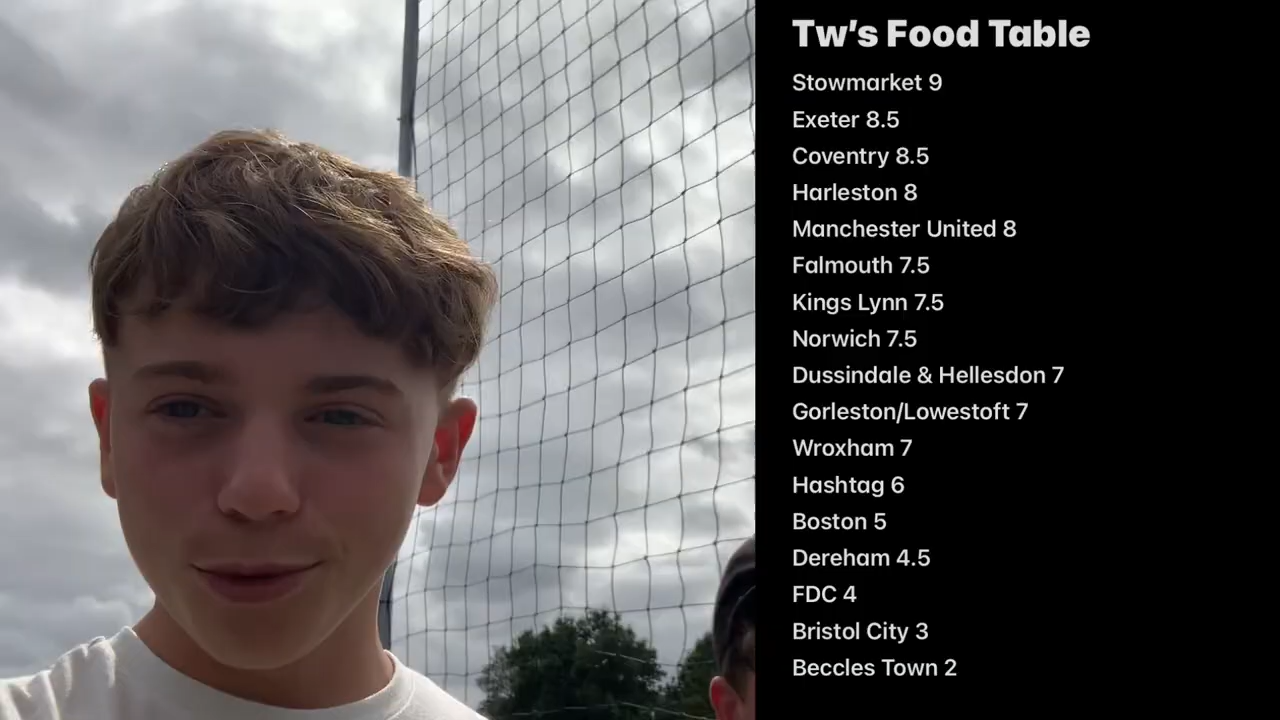 Tw's Food Table
Stowmarket 9
Exeter 8.5
Coventry 8.5
Harleston 8
Manchester United 8
Falmouth 7.5
Kings Lynn 7.5
Norwich 7.5
Dussindale & Hellesdon 7
Gorleston/Lowestoft 7
Wroxham 7
Hashtag 6
Boston 5
Dereham 4.5
FDC 4
Bristol City 3
Beccles Town 2